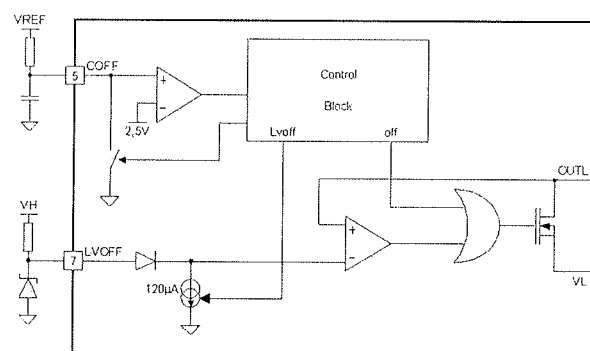 VREF
5
COFF
+
−
2,5V
Control
Block
Lvoff
off
OUTL
VH
7
LVOFF
+
−
120µA
VL